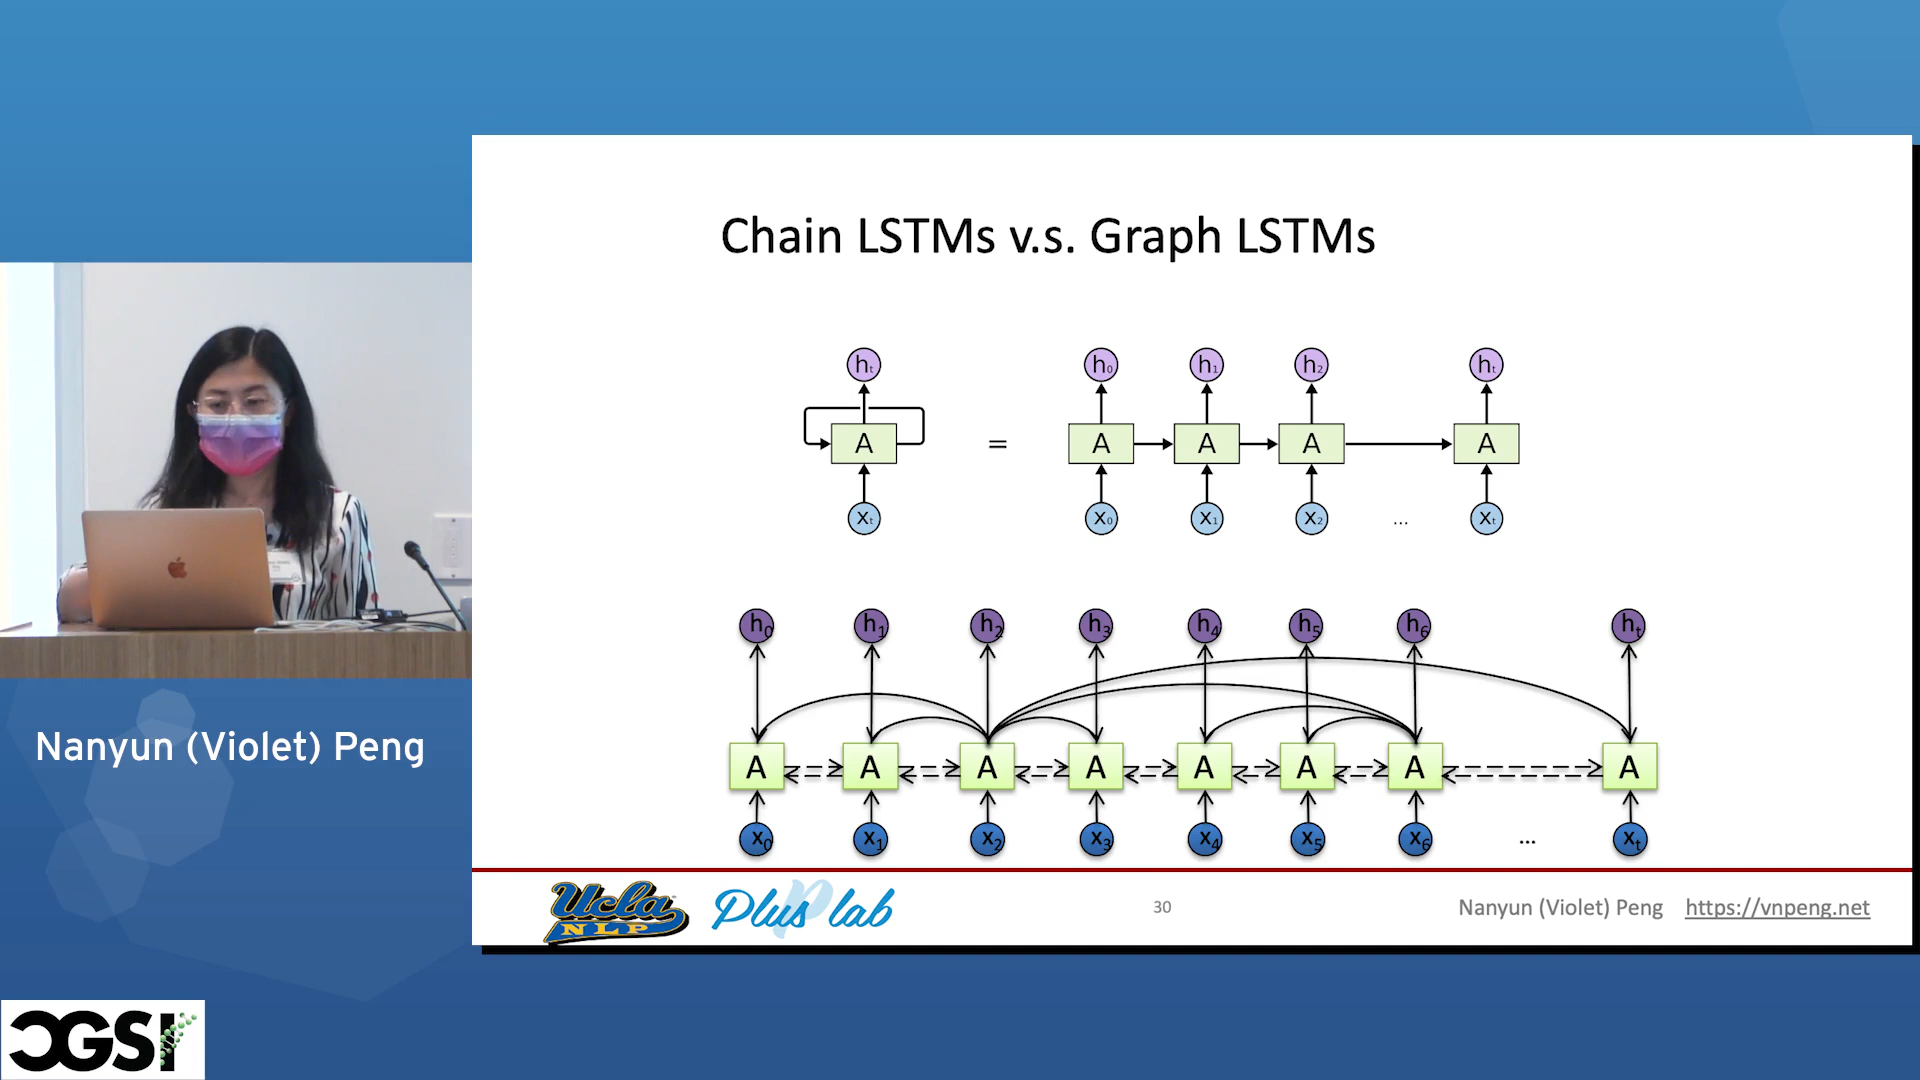 Chain LSTMs v.s. Graph LSTMs
hₜ h₀ h₁ h₂ hₜ
A = A A A A
xₜ x₀ x₁ x₂ ... xₜ
h₀ h₁ h₂ h₃ h₄ h₅ h₆ hₜ
A A A A A A A A
x₀ x₁ x₂ x₃ x₄ x₅ x₆ ... xₜ
Ucla NLP Plus lab 30 Nanyun (Violet) Peng https://vnpeng.net
Nanyun (Violet) Peng
CGSI